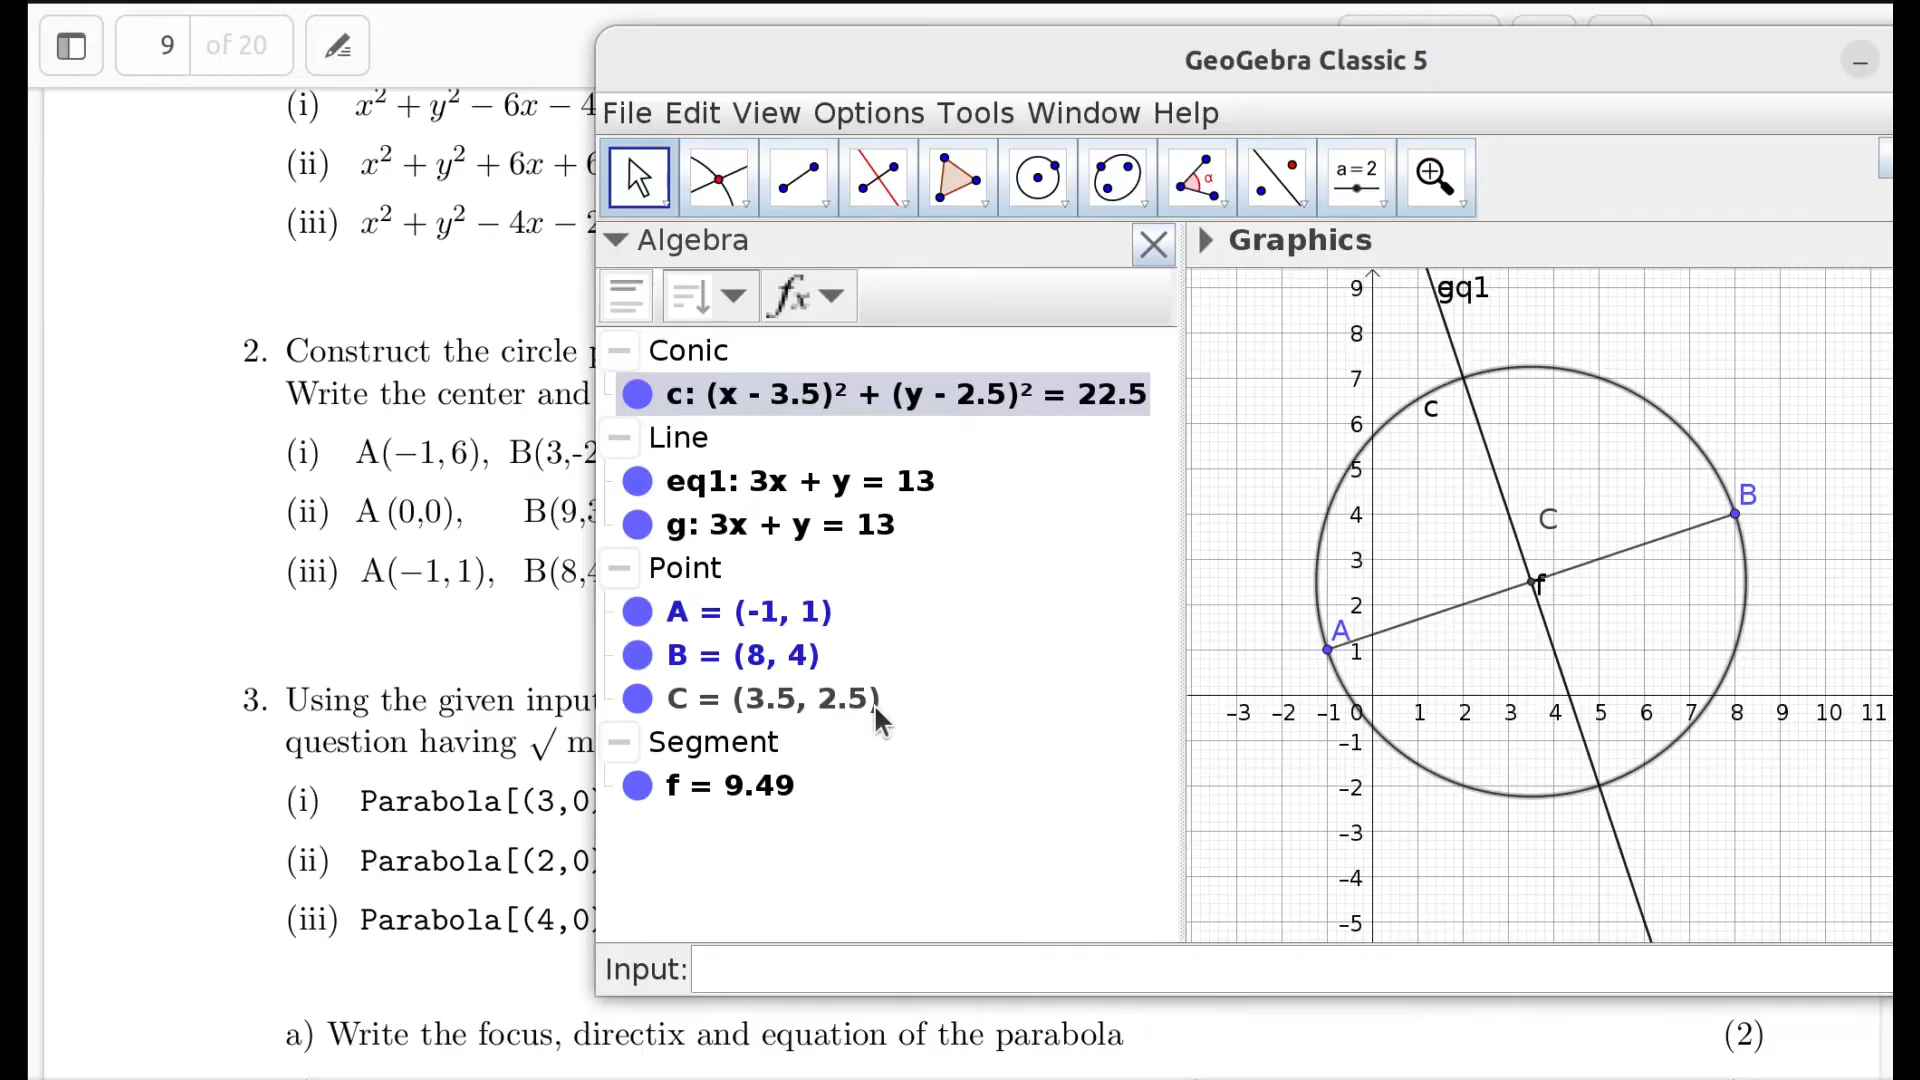 9 of 20
GeoGebra Classic 5
File Edit View Options Tools Window Help
a=2
α
Algebra
Graphics
fx
(i) x² + y² − 6x − 4
(ii) x² + y² + 6x + 6
(iii) x² + y² − 4x − 2
2. Construct the circle
Write the center and
(i) A(−1, 6), B(3,-2
(ii) A (0,0), B(9,3
(iii) A(−1, 1), B(8,4
3. Using the given input
question having √ m
(i) Parabola[(3,0)
(ii) Parabola[(2,0)
(iii) Parabola[(4,0)
a) Write the focus, directix and equation of the parabola (2)
Conic
c: (x - 3.5)² + (y - 2.5)² = 22.5
Line
eq1: 3x + y = 13
g: 3x + y = 13
Point
A = (-1, 1)
B = (8, 4)
C = (3.5, 2.5)
Segment
f = 9.49
Input:
eq1
g
c
C
B
f
A
9
8
7
6
5
4
3
2
1
–3 –2 –1 0 1 2 3 4 5 6 7 8 9 10 11
–1
–2
–3
–4
–5